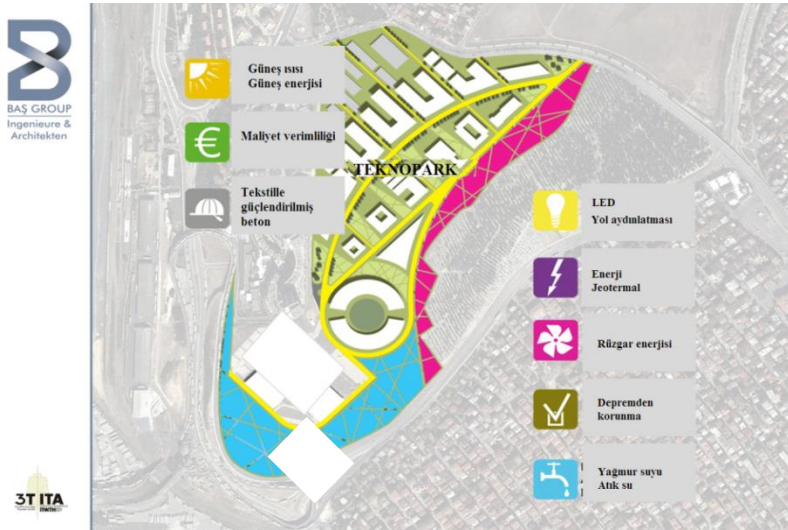 BAŞ GROUP
Ingenieure &
Architekten
Güneş ısısı
Güneş enerjisi
Maliyet verimliliği
Tekstille
güçlendirilmiş
beton
TEKNOPARK
LED
Yol aydınlatması
Enerji
Jeotermal
Rüzgar enerjisi
Depremden
korunma
Yağmur suyu
Atık su
3T ITA